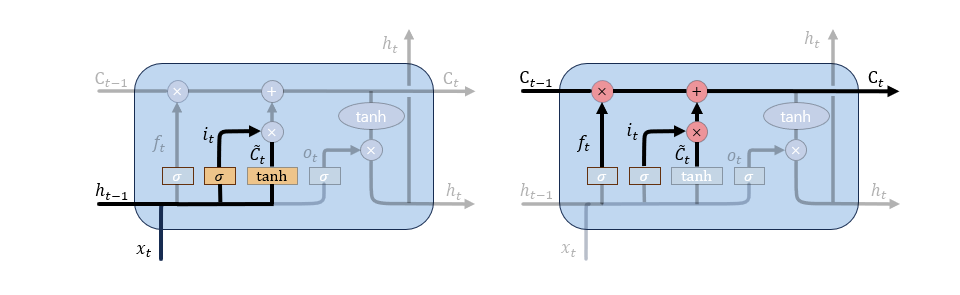 h_t h_t
C_{t-1} × + C_t C_{t-1} × + C_t
f_t i_t × tanh f_t i_t × tanh
C̃_t o_t × C̃_t o_t ×
σ σ tanh σ σ σ tanh σ
h_{t-1} h_t h_{t-1} h_t
x_t x_t